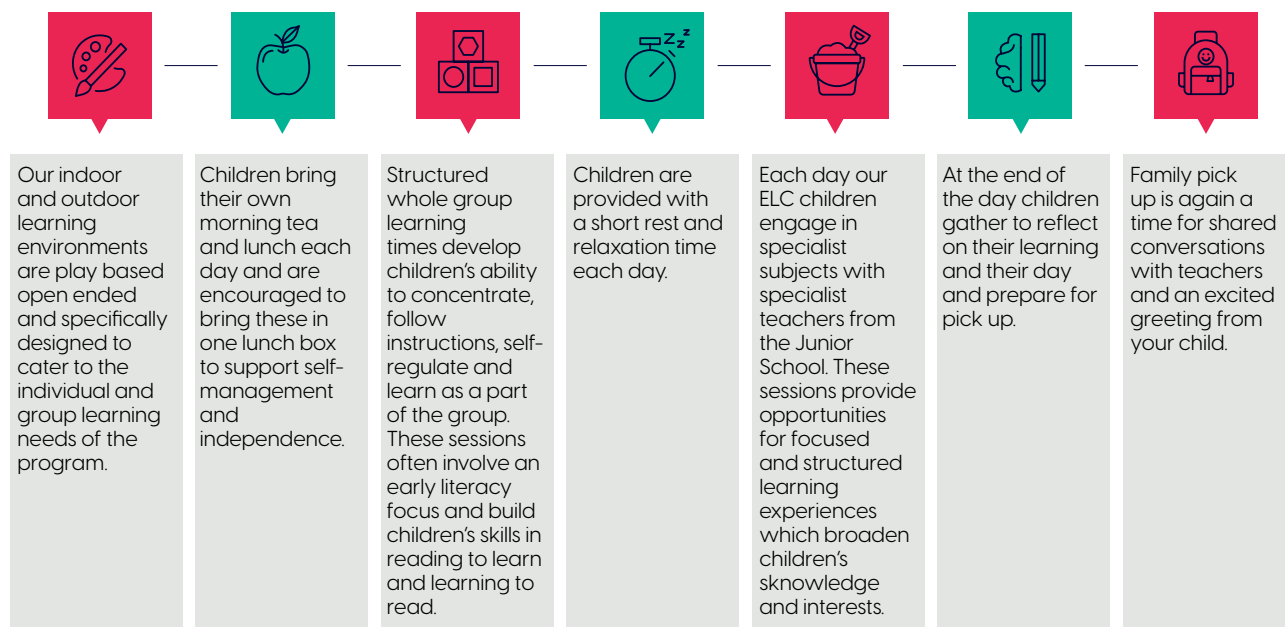 z
z
z
Our indoor
and outdoor
learning
environments
are play based
open ended
and specifically
designed to
cater to the
individual and
group learning
needs of the
program.
Children bring
their own
morning tea
and lunch each
day and are
encouraged to
bring these in
one lunch box
to support self-
management
and
independence.
Structured
whole group
learning
times develop
children’s ability
to concentrate,
follow
instructions, self-
regulate and
learn as a part
of the group.
These sessions
often involve an
early literacy
focus and build
children’s skills in
reading to learn
and learning to
read.
Children are
provided with
a short rest and
relaxation time
each day.
Each day our
ELC children
engage in
specialist
subjects with
specialist
teachers from
the Junior
School. These
sessions provide
opportunities
for focused
and structured
learning
experiences
which broaden
children’s
sknowledge
and interests.
At the end of
the day children
gather to reflect
on their learning
and their day
and prepare for
pick up.
Family pick
up is again a
time for shared
conversations
with teachers
and an excited
greeting from
your child.